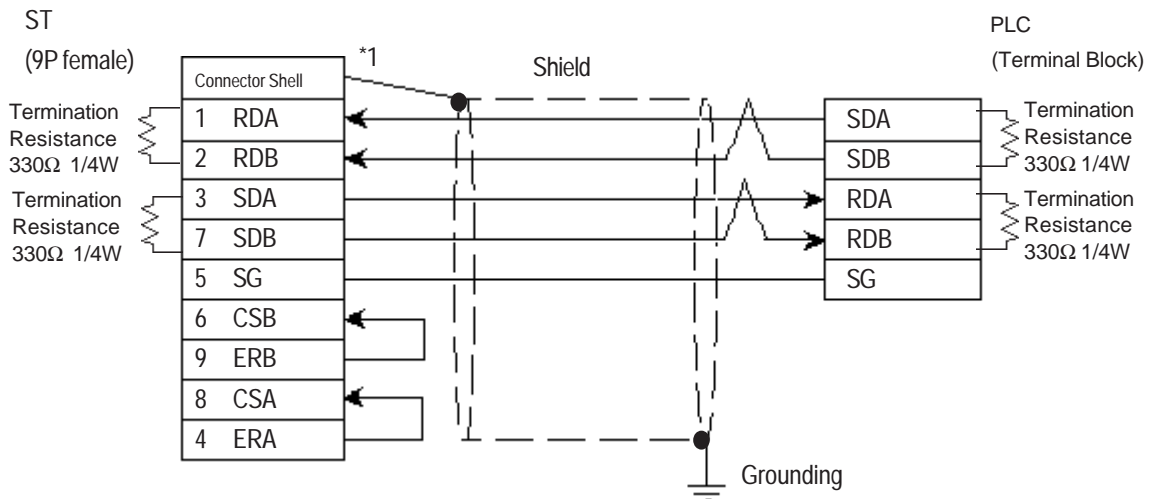 ST
(9P female)
PLC
(Terminal Block)
*1
Shield
Connector Shell
Termination
Resistance
330Ω 1/4W
1 RDA
2 RDB
SDA
SDB
Termination
Resistance
330Ω 1/4W
Termination
Resistance
330Ω 1/4W
3 SDA
7 SDB
RDA
RDB
Termination
Resistance
330Ω 1/4W
5 SG
SG
6 CSB
9 ERB
8 CSA
4 ERA
Grounding